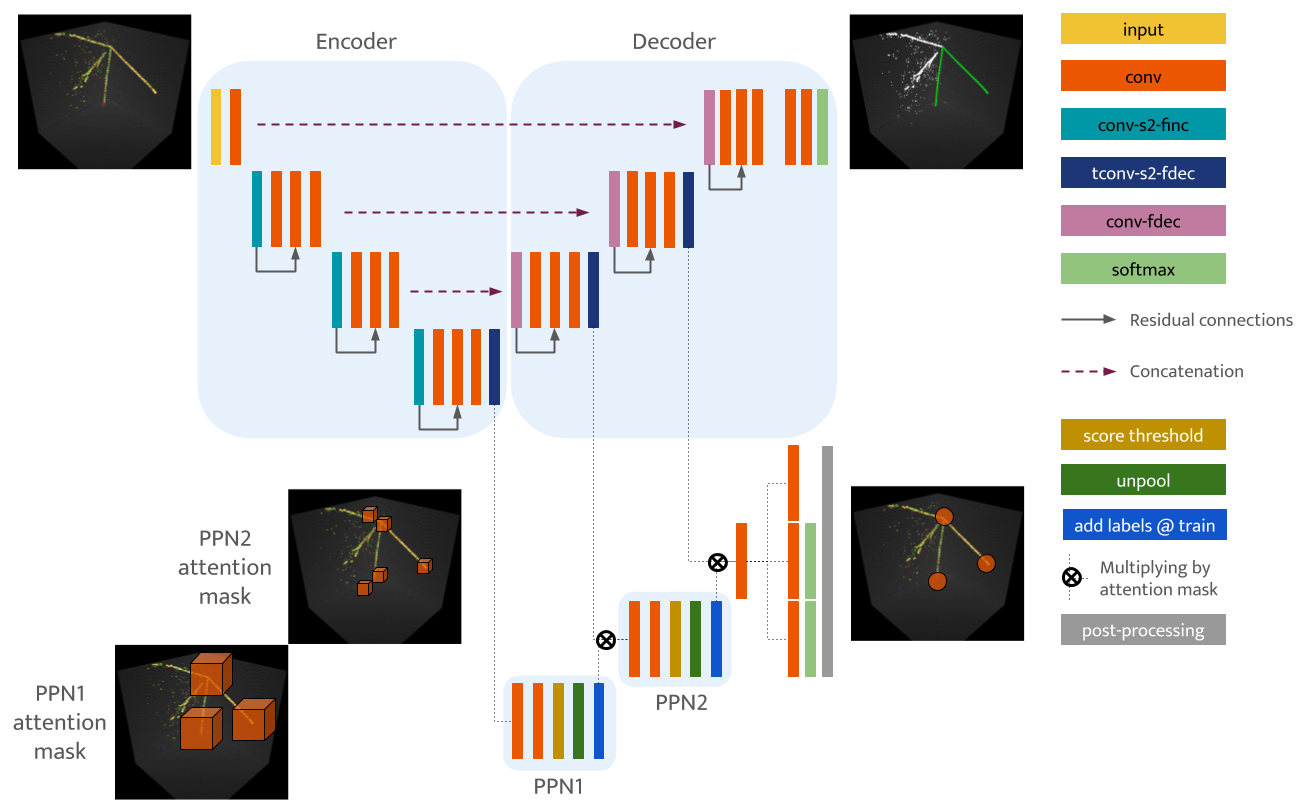 Encoder
Decoder
input
conv
conv-s2-finc
tconv-s2-fdec
conv-fdec
softmax
Residual connections
Concatenation
score threshold
unpool
add labels @ train
Multiplying by
attention mask
post-processing
PPN2
attention
mask
PPN1
attention
mask
PPN2
PPN1